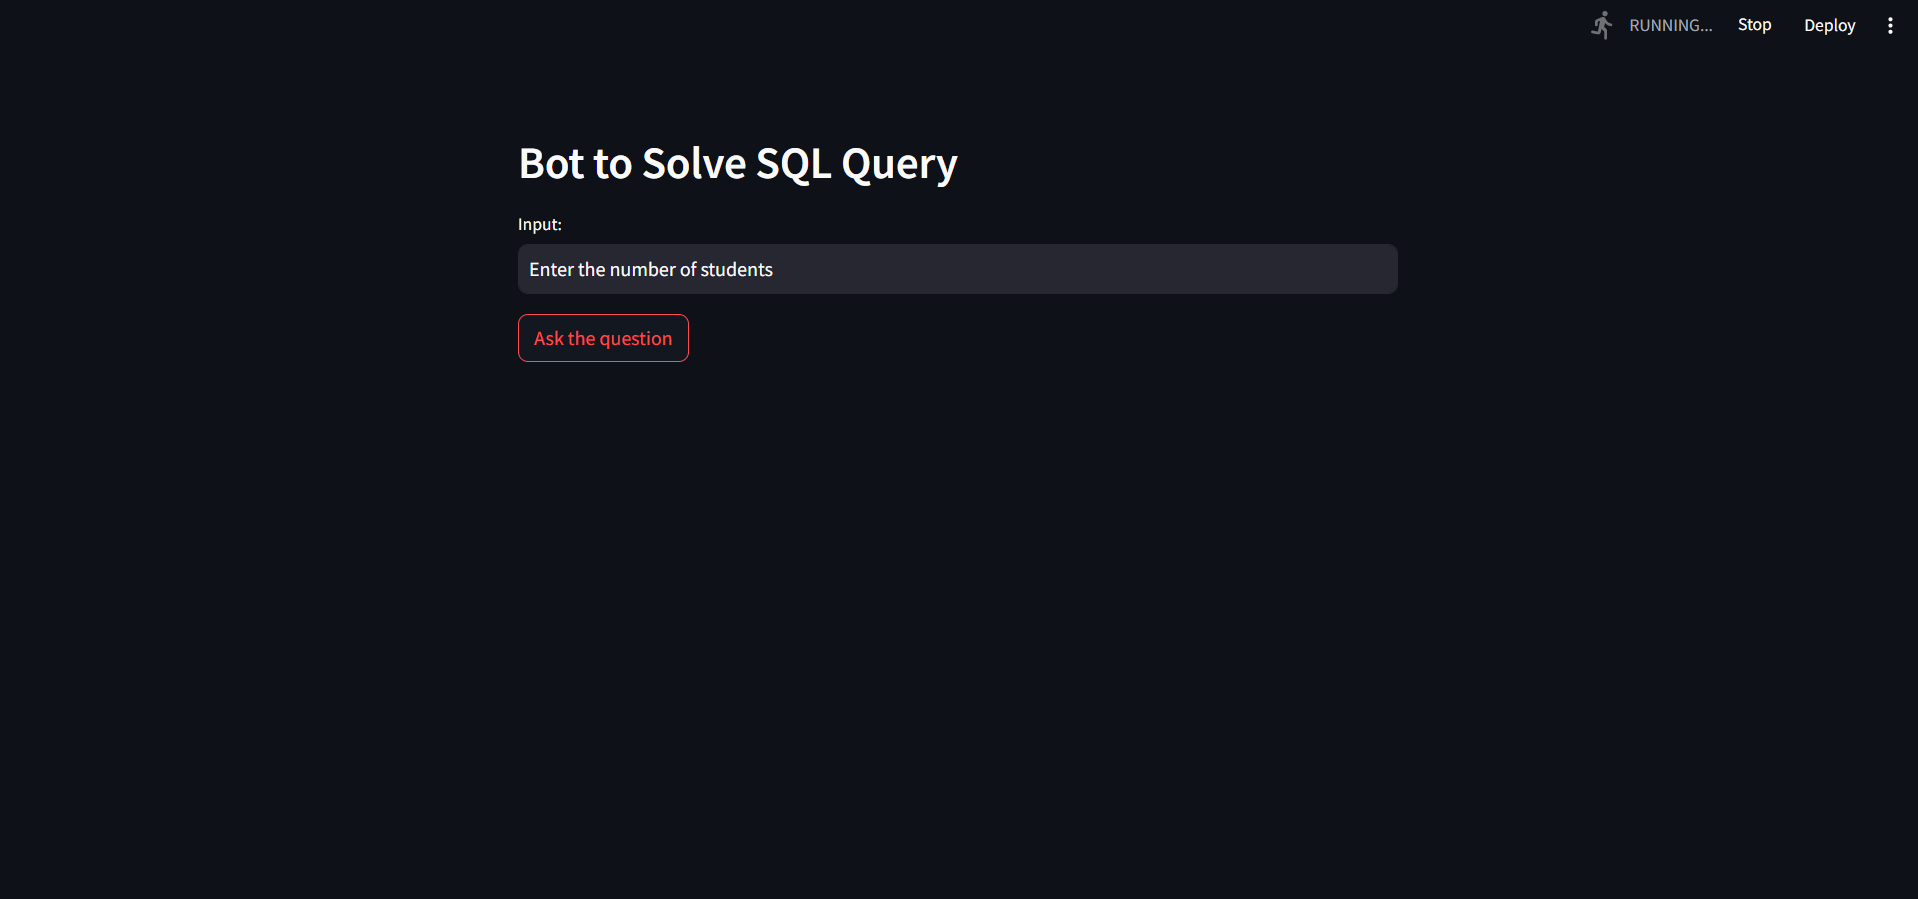 RUNNING... Stop Deploy
Bot to Solve SQL Query
Input:
Enter the number of students
Ask the question